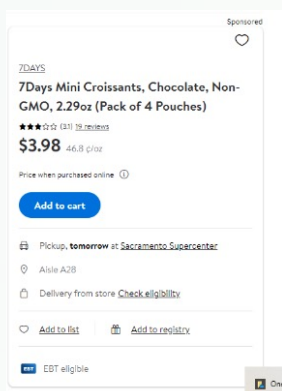 Sponsored
7DAYS
7Days Mini Croissants, Chocolate, Non-
GMO, 2.29oz (Pack of 4 Pouches)
(3.1) 19 reviews
$3.98 46.8 ¢/oz
Price when purchased online
Add to cart
Pickup, tomorrow at Sacramento Supercenter
Aisle A28
Delivery from store Check eligibility
Add to list Add to registry
EBT EBT eligible